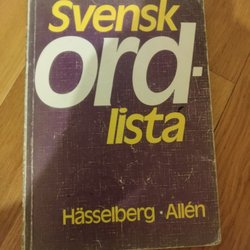 Svensk
ord-
lista
Hässelberg · Allén